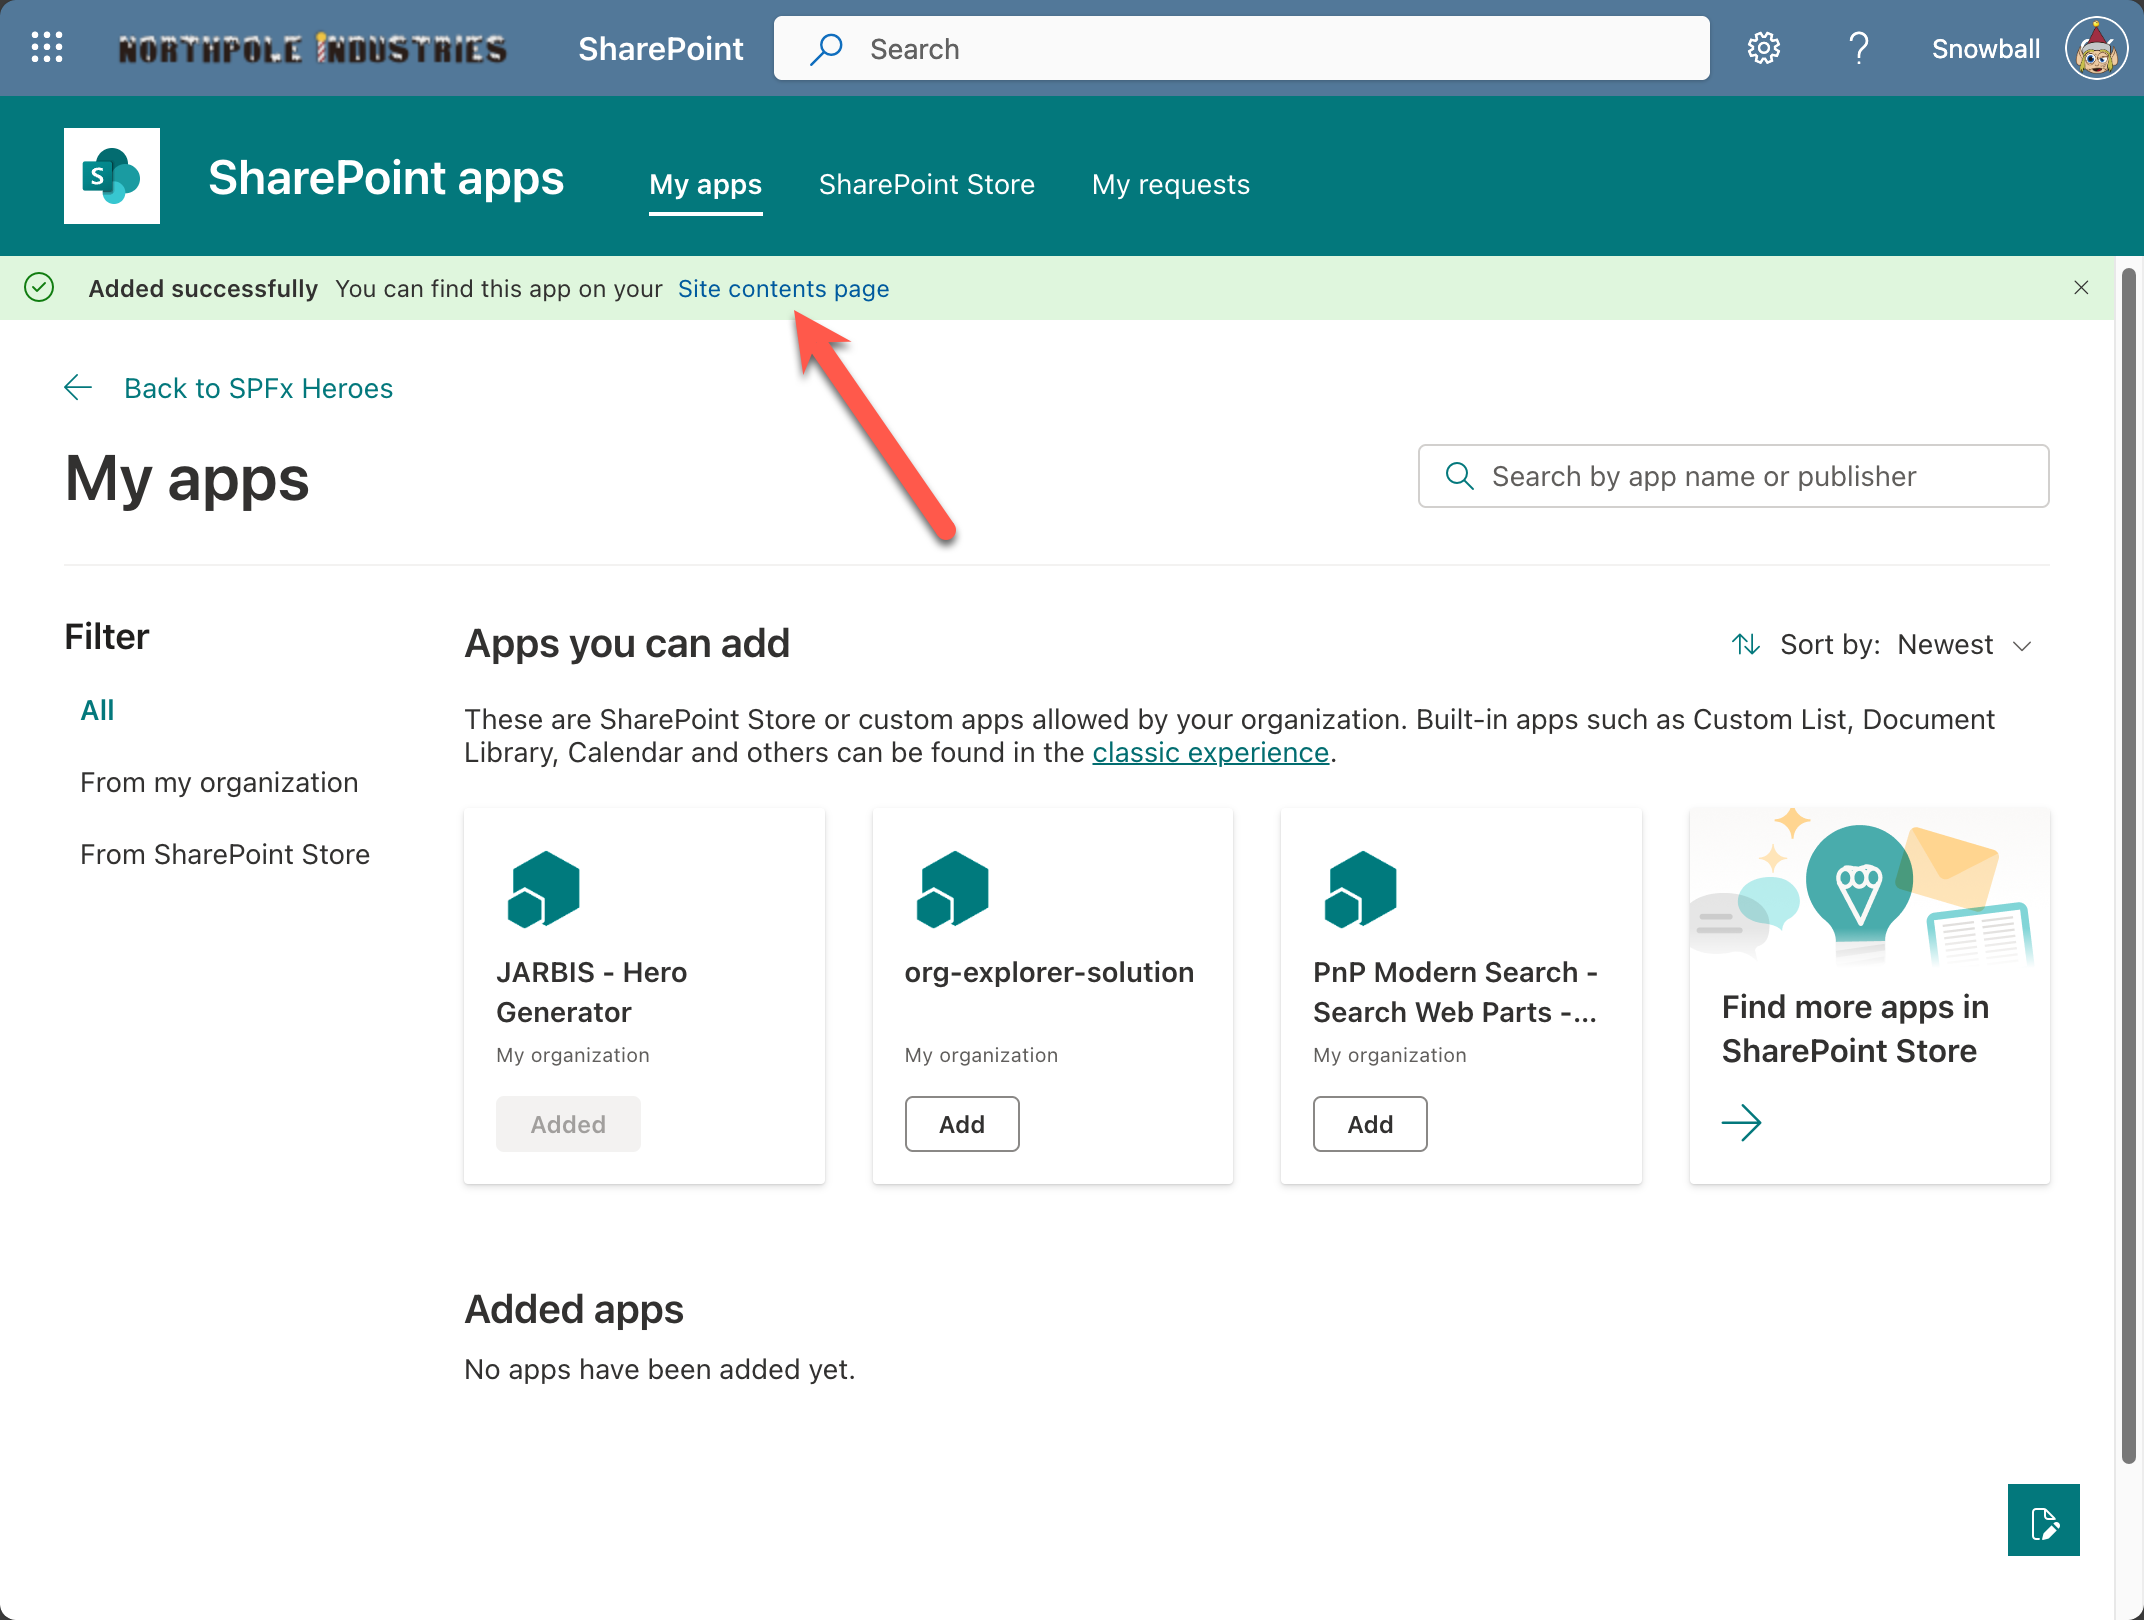 NORTHPOLE INDUSTRIES
SharePoint
Search
Snowball
S
SharePoint apps
My apps
SharePoint Store
My requests
Added successfully You can find this app on your Site contents page
Back to SPFx Heroes
My apps
Search by app name or publisher
Filter
All
From my organization
From SharePoint Store
Apps you can add
Sort by: Newest
These are SharePoint Store or custom apps allowed by your organization. Built-in apps such as Custom List, Document
Library, Calendar and others can be found in the classic experience.
JARBIS - Hero
Generator
My organization
Added
org-explorer-solution
My organization
Add
PnP Modern Search -
Search Web Parts -...
My organization
Add
Find more apps in
SharePoint Store
Added apps
No apps have been added yet.